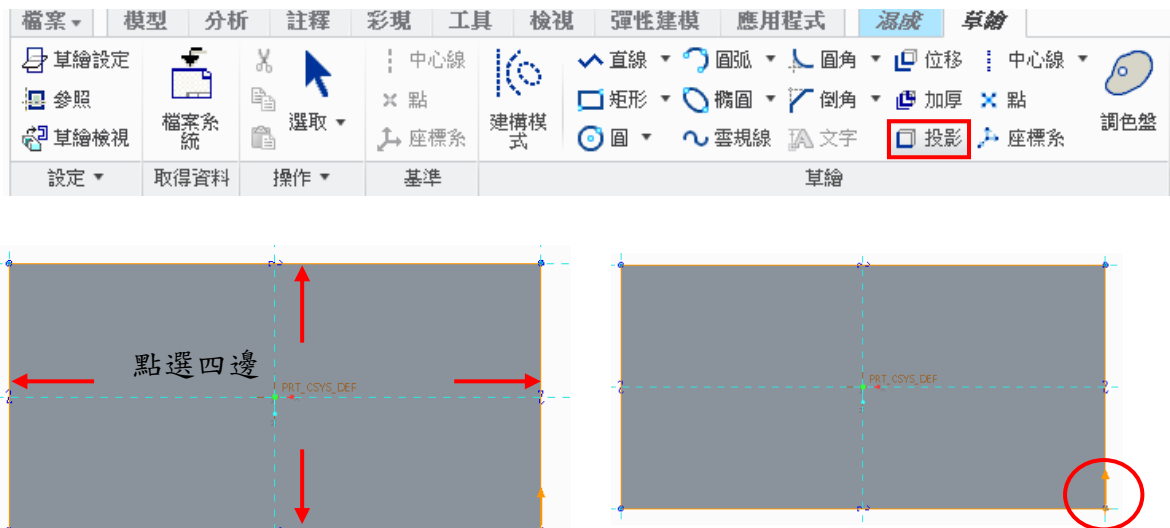 檔案 模型 分析 註釋 彩現 工具 檢視 彈性建模 應用程式 混成 草繪
草繪設定
參照
草繪檢視
檔案系
統
選取
中心線
點
座標系
建構模
式
直線 圓弧 圓角 位移 中心線
矩形 橢圓 倒角 加厚 點
圓 雲規線 文字 投影 座標系
調色盤
設定 取得資料 操作 基準 草繪
點選四邊
PRT_CSYS_DEF
PRT_CSYS_DEF